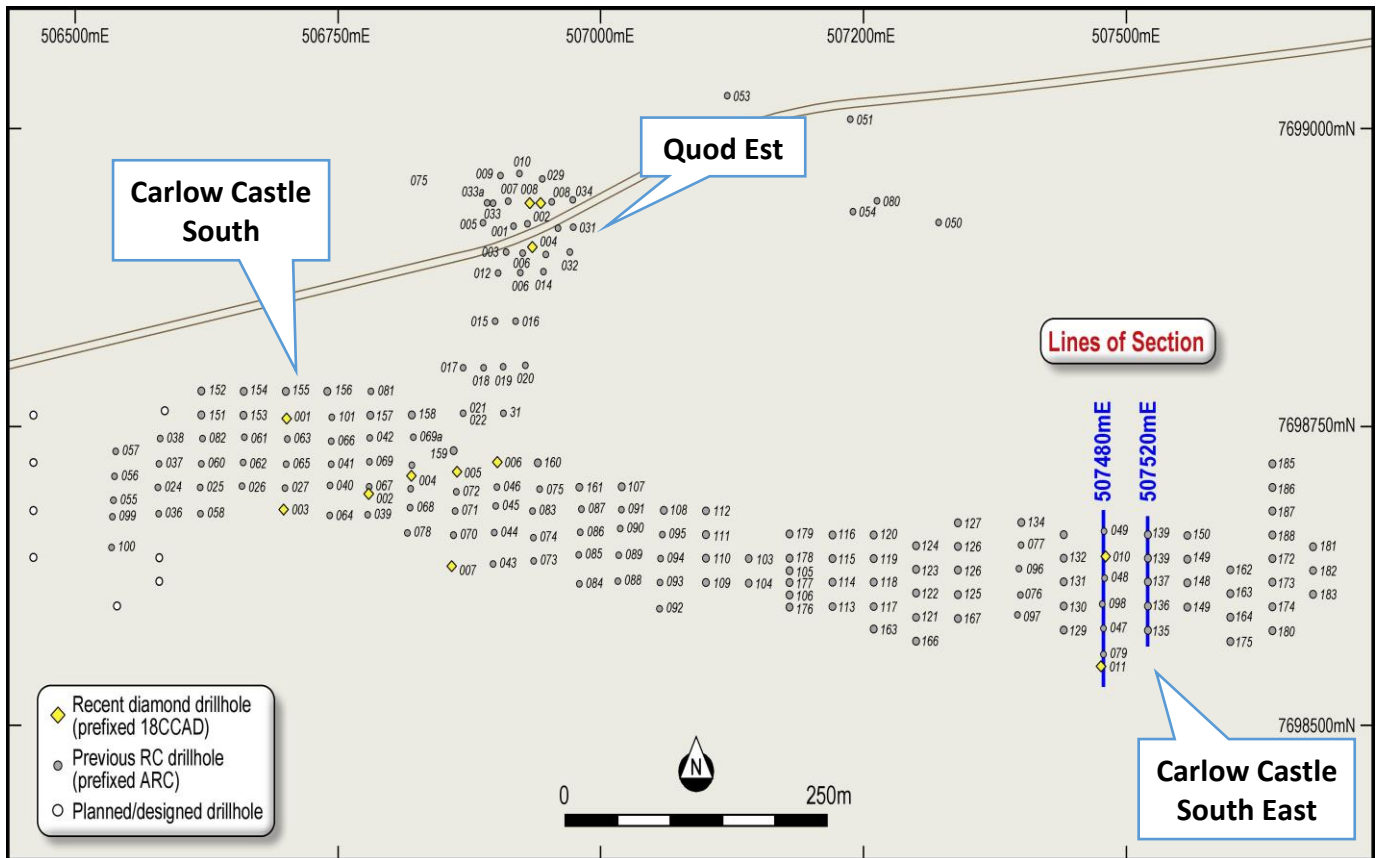 506500mE 506750mE 507000mE 507200mE 507500mE
053
051
7699000mN
Quod Est
010
009 029
075
Carlow Castle
South
033a 007 008 008 034
033
080
054
005 002
001 031
050
004
003
006 032
012
006 014
015 016
Lines of Section
017 018 019 020
152 154 155 156 081
507480mE 507520mE
151 153 001 101 157 158 021 31
022
7698750mN
038 082 061 063 066 042 069a
057 159
037 060 062 065 041 069 006 160 185
056 004 005
024 025 026 027 040 067 072 046 075 161 107 186
055 002
099 036 058 003 064 039 068 071 045 083 087 091 108 112 187
127 134
078 070 044 074 086 090 095 111 179 116 120 049 139 150 188
100 124 126 077 181
007 043 073 085 089 094 110 103 178 115 119 132 010 139 149 172
105 123 126 096 162 182
084 088 093 109 104 177 114 118 131 048 137 148 173
106 122 125 076 163 183
092 176 113 117 130 098 136 149 174
121 167 097 164
163 129 047 135 180
166 175
079
011
Recent diamond drillhole
(prefixed 18CCAD)
Previous RC drillhole
(prefixed ARC)
Planned/designed drillhole
N
0 250m
7698500mN
Carlow Castle
South East